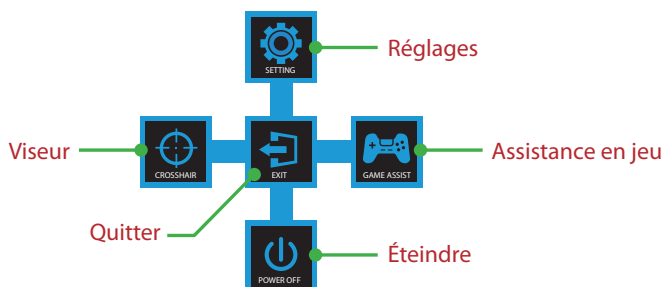 SETTING
Réglages
Viseur
CROSSHAIR
EXIT
GAME ASSIST
Assistance en jeu
Quitter
POWER OFF
Éteindre